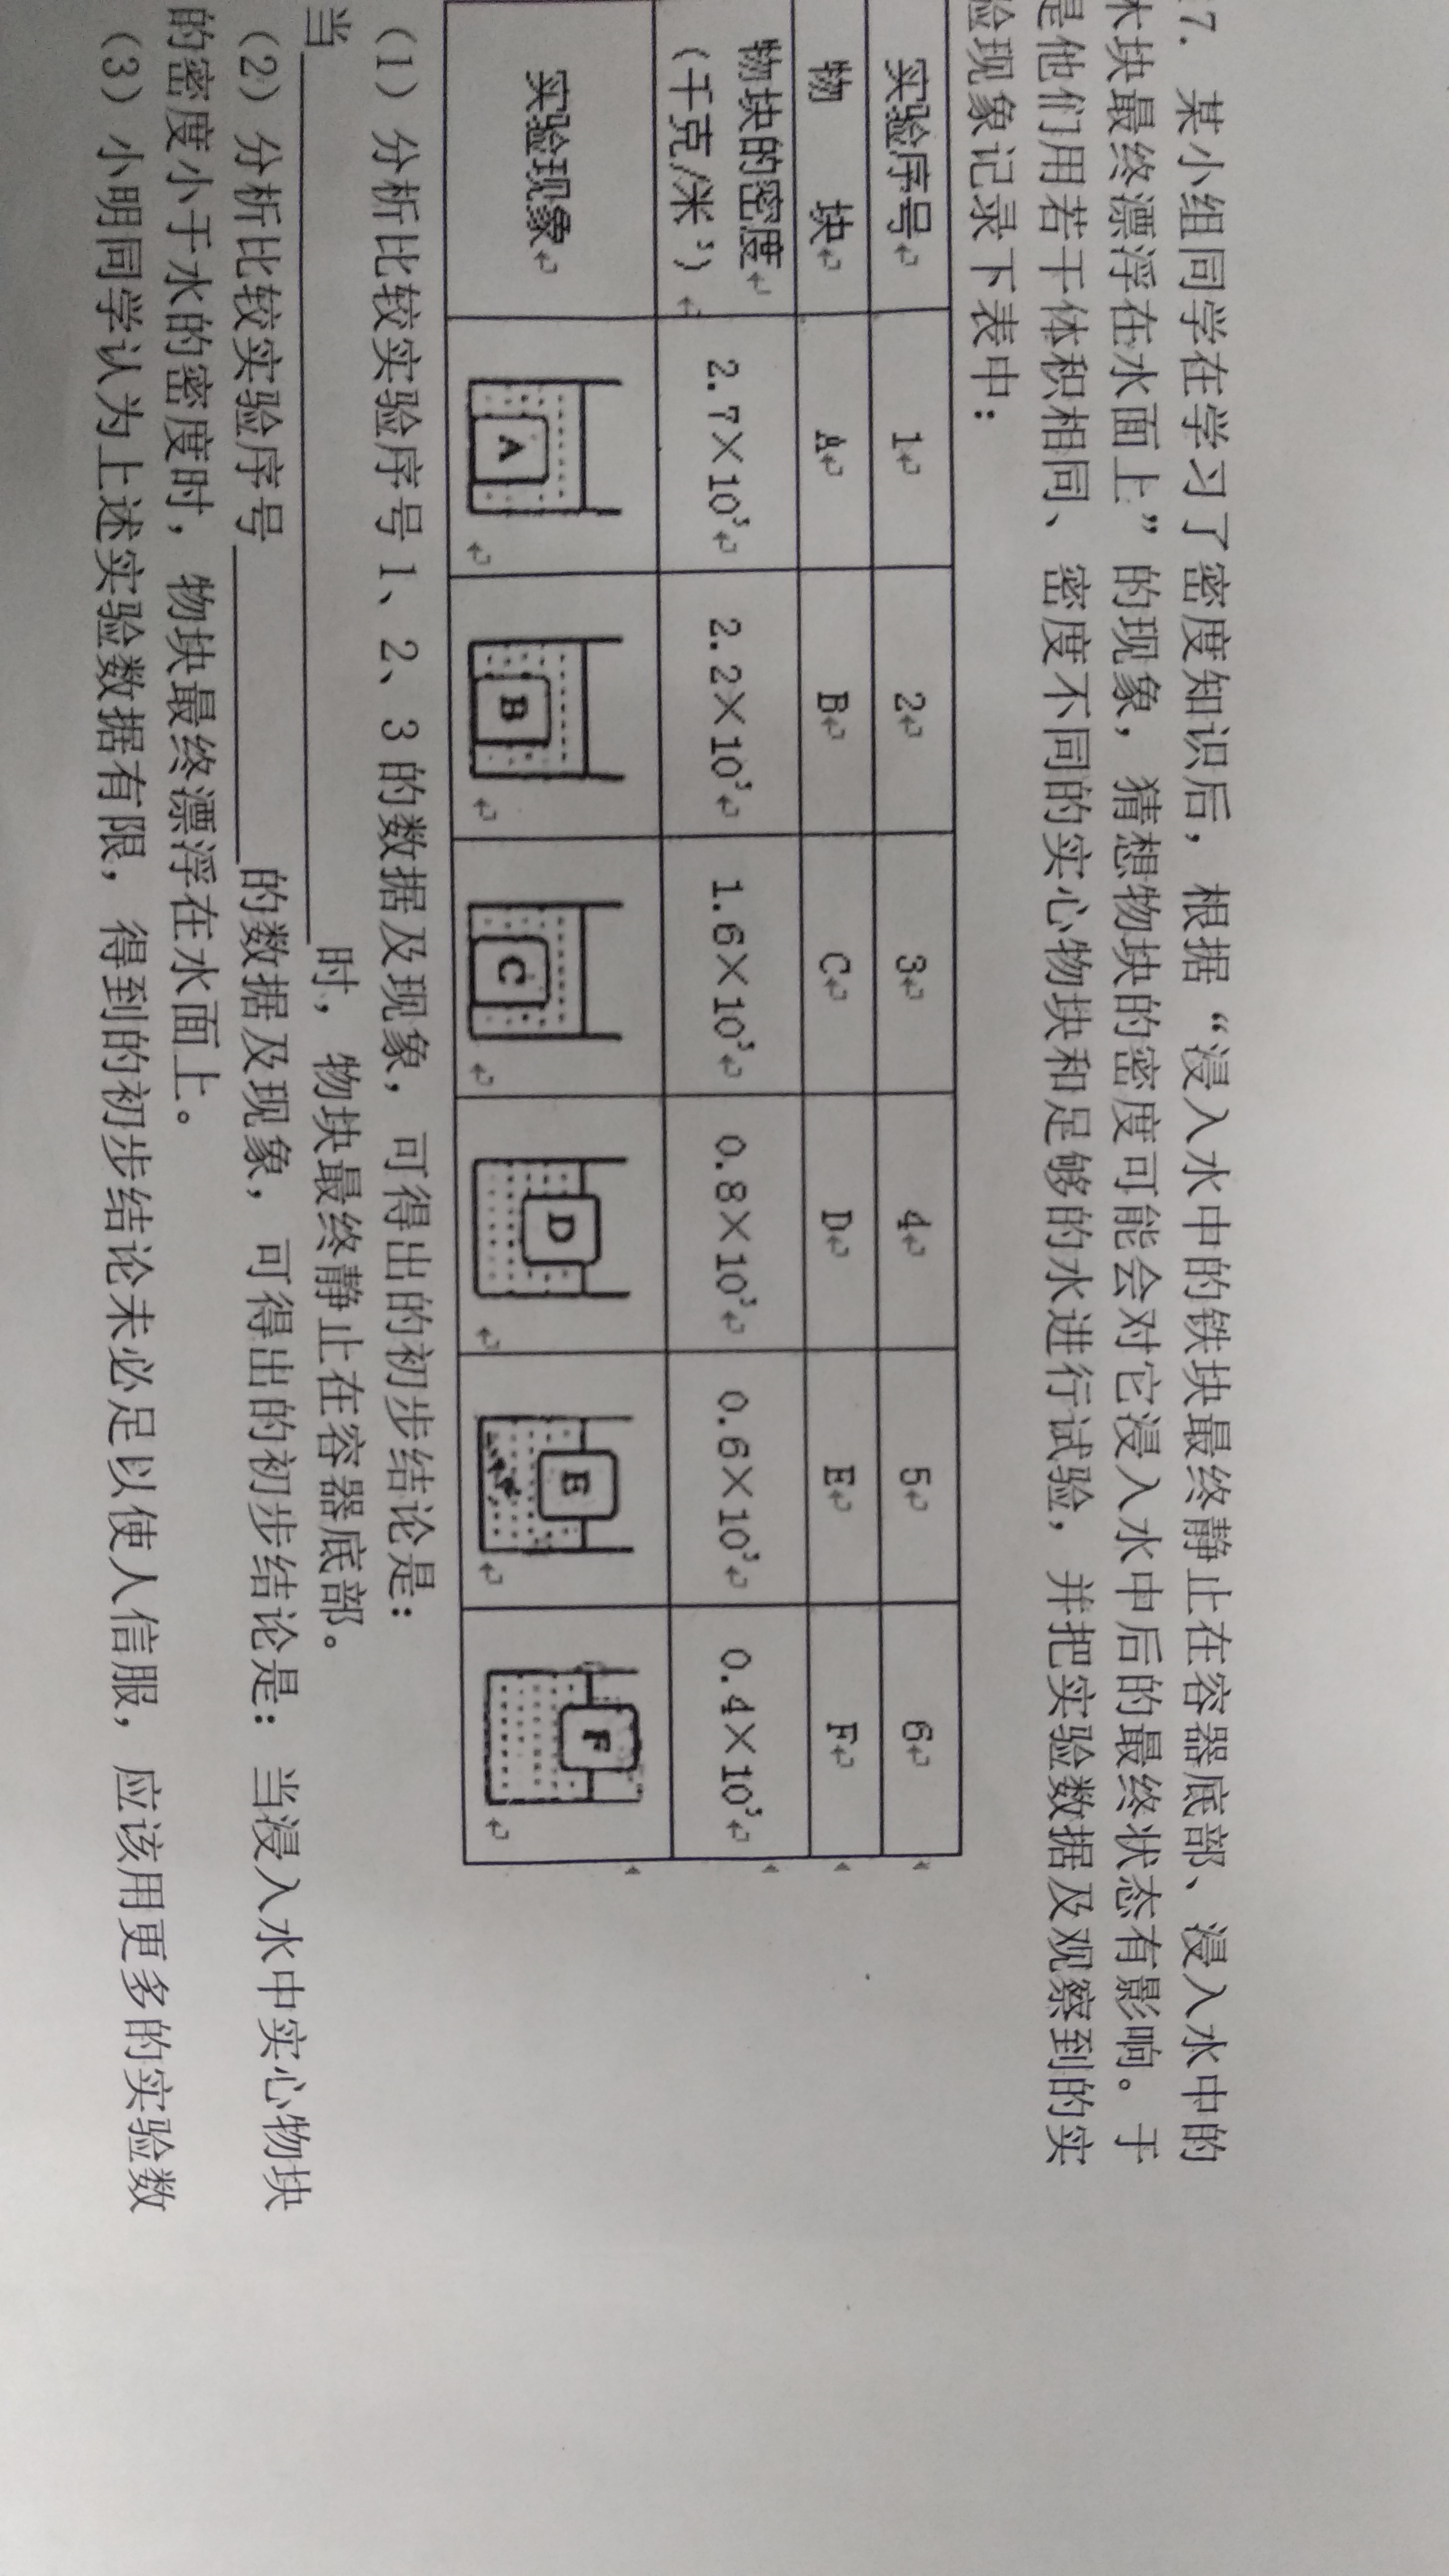 7. 某小组同学在学习了密度知识后，根据“浸入水中的铁块最终静止在容器底部、浸入水中的
木块最终漂浮在水面上”的现象，猜想物块的密度可能会对它浸入水中后的最终状态有影响。于
是他们用若干体积相同、密度不同的实心物块和足够的水进行试验，并把实验数据及观察到的实
验现象记录下表中：
实验序号 1 2 3 4 5 6
物 块 A B C D E F
物块的密度
（千克/米³） 2.7×10³ 2.2×10³ 1.6×10³ 0.8×10³ 0.6×10³ 0.4×10³
实验现象 A B C D E F
（1）分析比较实验序号 1、2、3 的数据及现象，可得出的初步结论是：
当________时，物块最终静止在容器底部。
（2）分析比较实验序号________的数据及现象，可得出的初步结论是：当浸入水中实心物块
的密度小于水的密度时，物块最终漂浮在水面上。
（3）小明同学认为上述实验数据有限，得到的初步结论未必足以使人信服，应该用更多的实验数